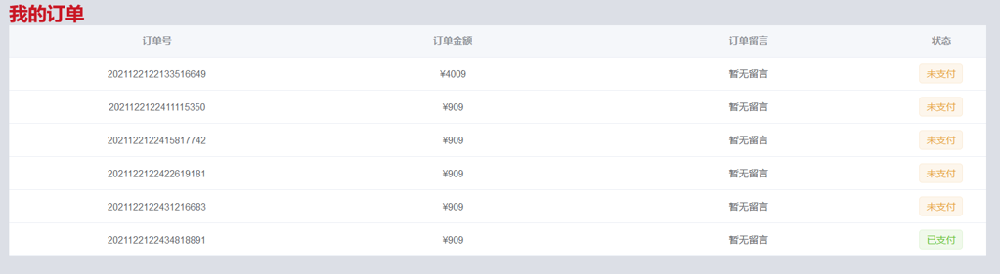 我的订单
订单号 订单金额 订单留言 状态
2021122122133516649 ¥4009 暂无留言 未支付
2021122122411115350 ¥909 暂无留言 未支付
2021122122415817742 ¥909 暂无留言 未支付
2021122122422619181 ¥909 暂无留言 未支付
2021122122431216683 ¥909 暂无留言 未支付
2021122122434818891 ¥909 暂无留言 已支付